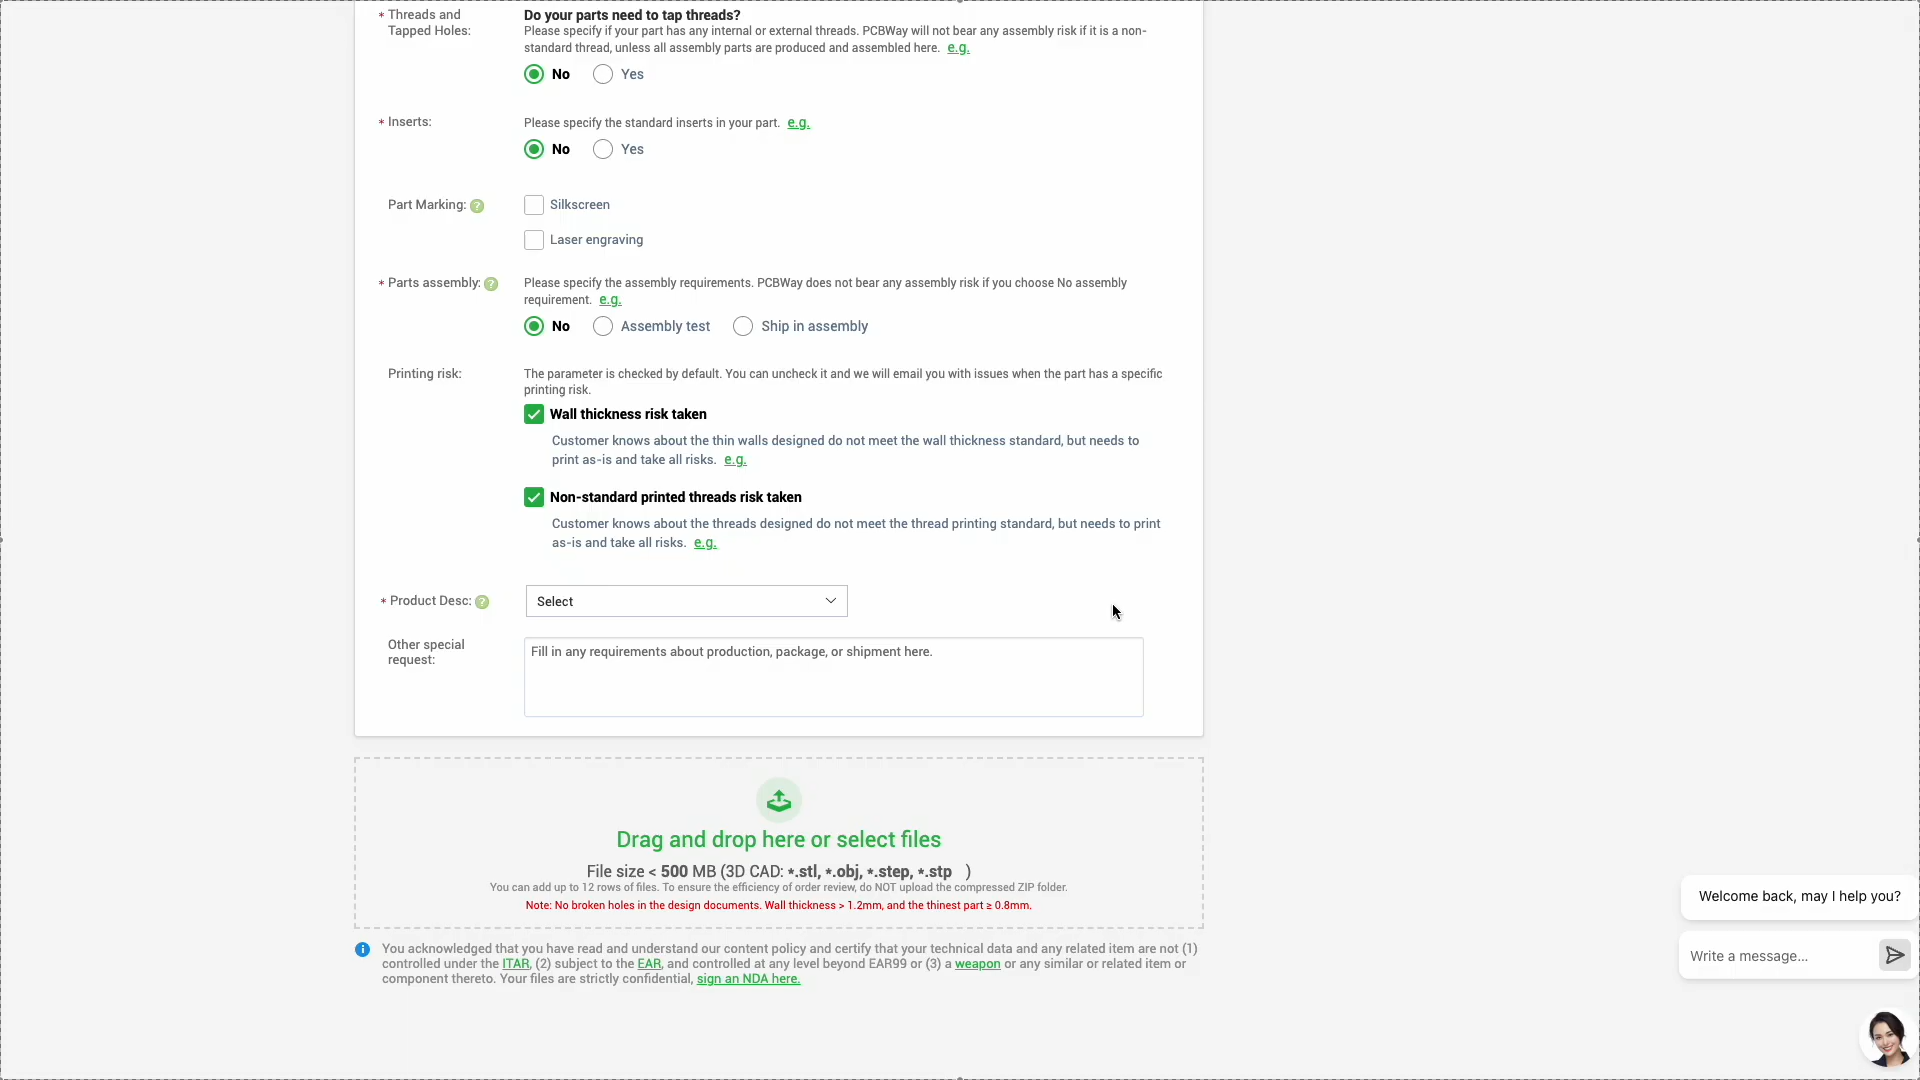 * Threads and
Tapped Holes:
Do your parts need to tap threads?
Please specify if your part has any internal or external threads. PCBWay will not bear any assembly risk if it is a non-
standard thread, unless all assembly parts are produced and assembled here. e.g.
No Yes
* Inserts:
Please specify the standard inserts in your part. e.g.
No Yes
Part Marking: ?
Silkscreen
Laser engraving
* Parts assembly: ?
Please specify the assembly requirements. PCBWay does not bear any assembly risk if you choose No assembly
requirement. e.g.
No Assembly test Ship in assembly
Printing risk:
The parameter is checked by default. You can uncheck it and we will email you with issues when the part has a specific
printing risk.
Wall thickness risk taken
Customer knows about the thin walls designed do not meet the wall thickness standard, but needs to
print as-is and take all risks. e.g.
Non-standard printed threads risk taken
Customer knows about the threads designed do not meet the thread printing standard, but needs to print
as-is and take all risks. e.g.
* Product Desc: ?
Select
Other special
request:
Fill in any requirements about production, package, or shipment here.
Drag and drop here or select files
File size < 500 MB (3D CAD: *.stl, *.obj, *.step, *.stp )
You can add up to 12 rows of files. To ensure the efficiency of order review, do NOT upload the compressed ZIP folder.
Note: No broken holes in the design documents. Wall thickness > 1.2mm, and the thinest part ≥ 0.8mm.
You acknowledged that you have read and understand our content policy and certify that your technical data and any related item are not (1)
controlled under the ITAR, (2) subject to the EAR, and controlled at any level beyond EAR99 or (3) a weapon or any similar or related item or
component thereto. Your files are strictly confidential, sign an NDA here.
Welcome back, may I help you?
Write a message...